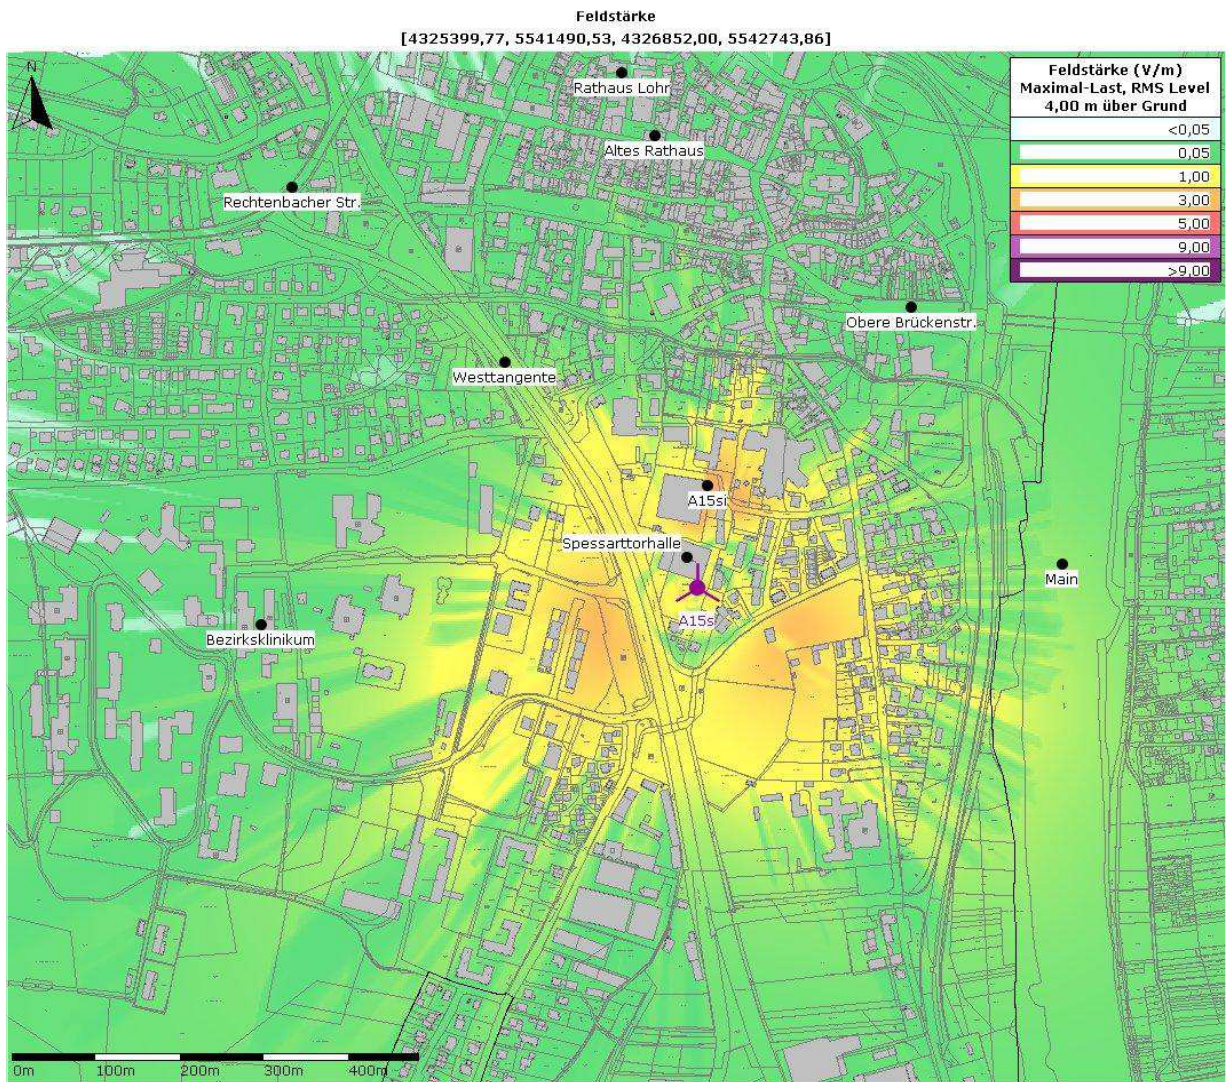 Feldstärke
[4325399,77, 5541490,53, 4326852,00, 5542743,86]
N
Feldstärke (V/m)
Maximal-Last, RMS Level
4,00 m über Grund
<0,05
0,05
1,00
3,00
5,00
9,00
>9,00
Rathaus Lohr
Altes Rathaus
Rechtenbacher Str.
Obere Brückenstr.
Westtangente
A15si
Spessarttorhalle
Main
A15s
Bezirksklinikum
0m 100m 200m 300m 400m